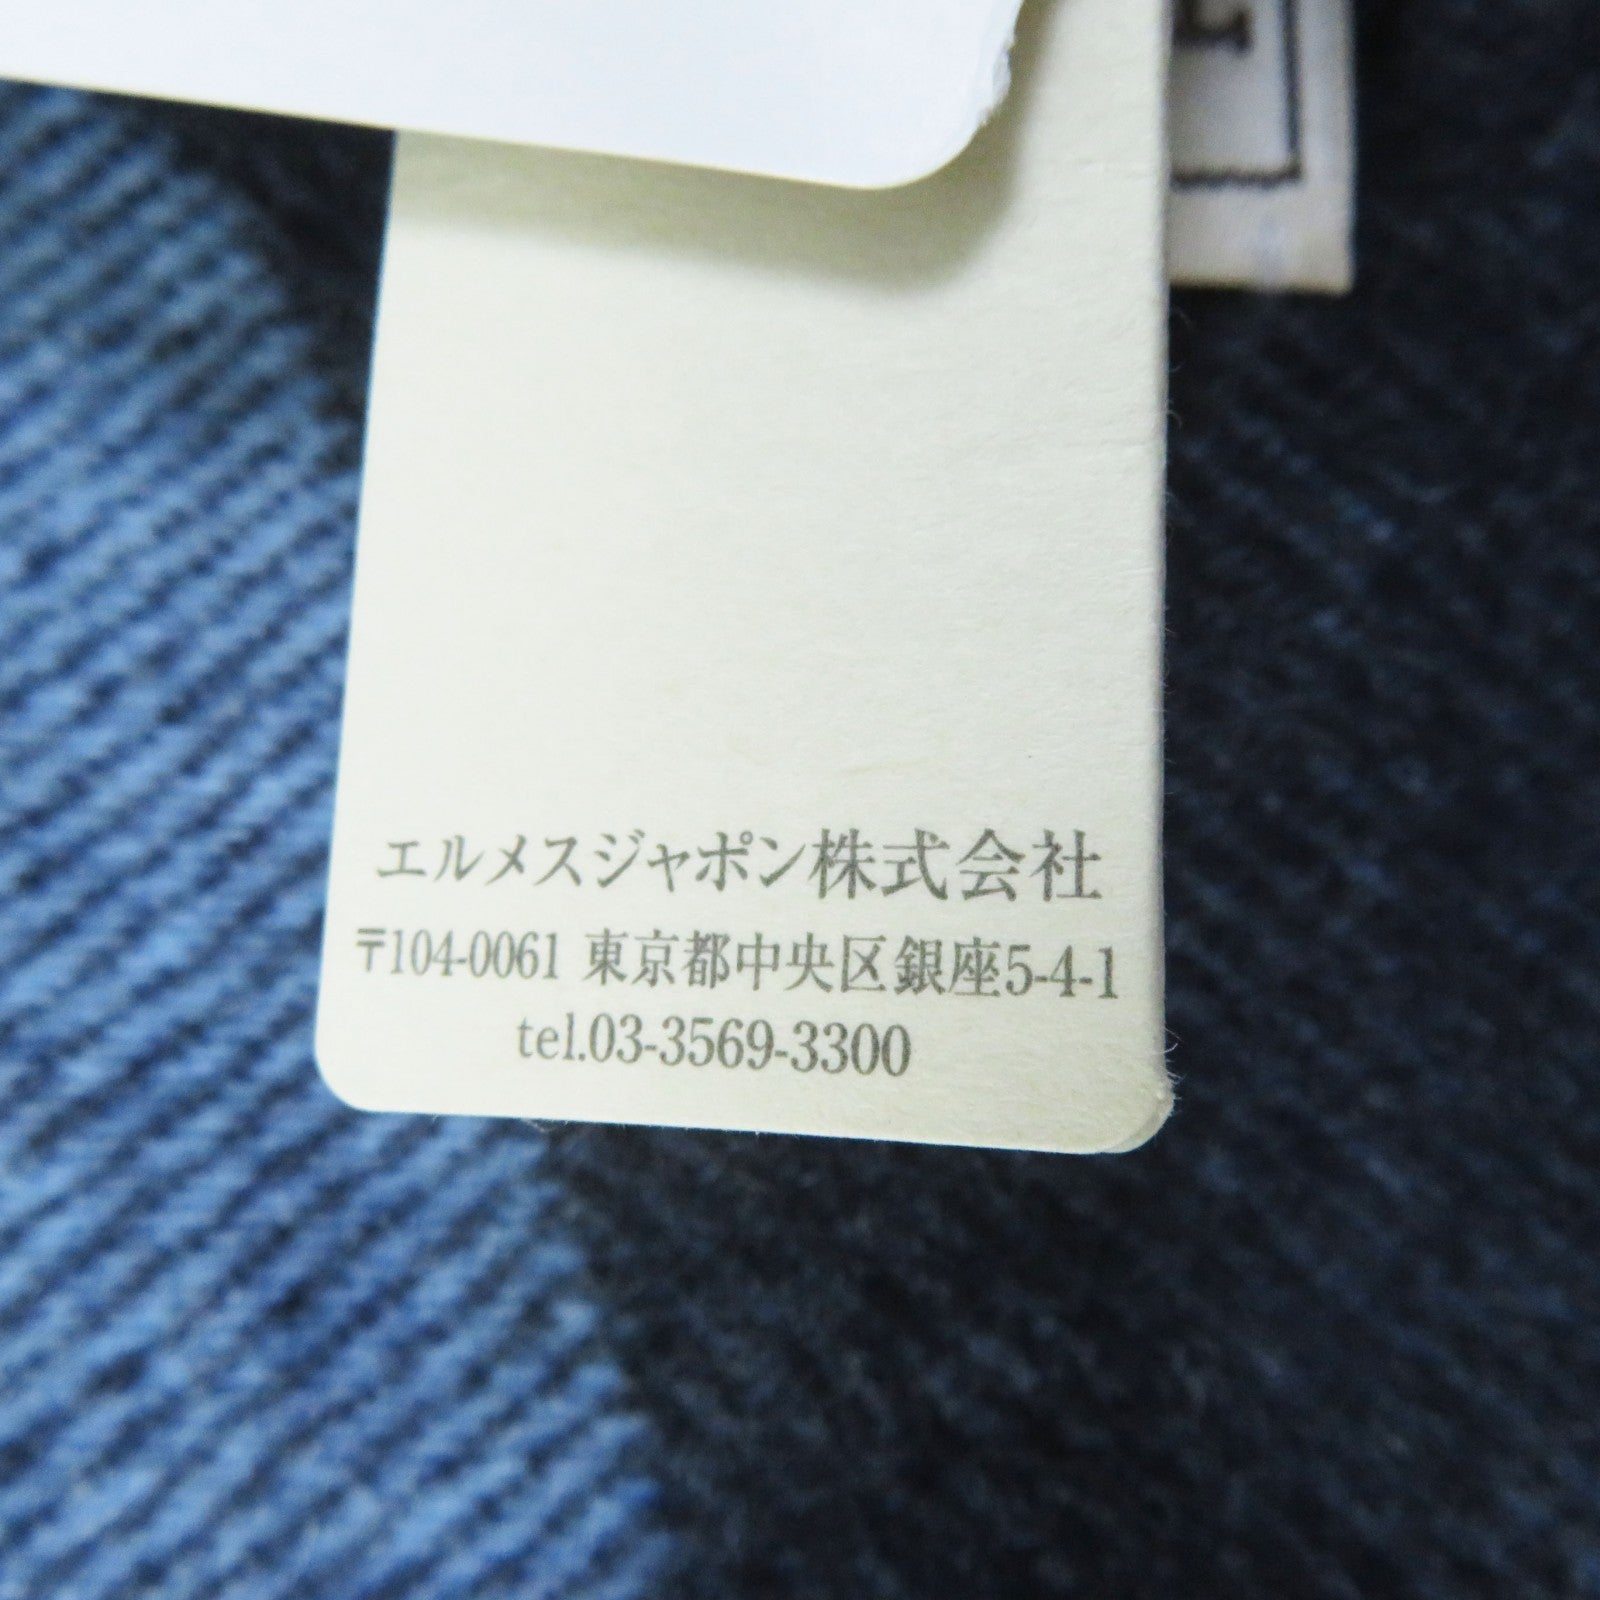 エルメスジャポン株式会社
〒104-0061 東京都中央区銀座5-4-1
tel.03-3569-3300